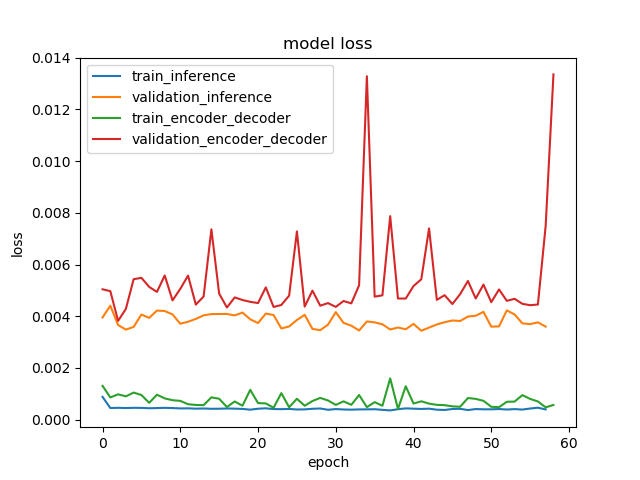 model loss
0.014
0.012
0.010
0.008
0.006
0.004
0.002
0.000
loss
train_inference
validation_inference
train_encoder_decoder
validation_encoder_decoder
0 10 20 30 40 50 60
epoch